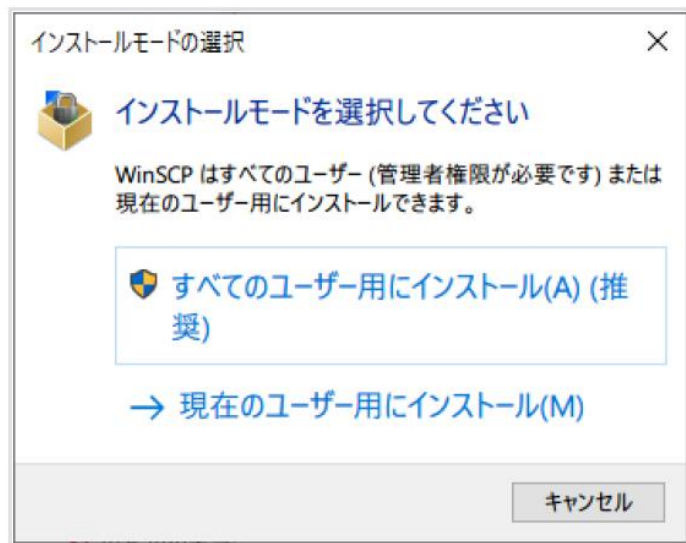 インストールモードの選択
インストールモードを選択してください
WinSCP はすべてのユーザー (管理者権限が必要です) または
現在のユーザー用にインストールできます。
すべてのユーザー用にインストール(A) (推
奨)
現在のユーザー用にインストール(M)
キャンセル